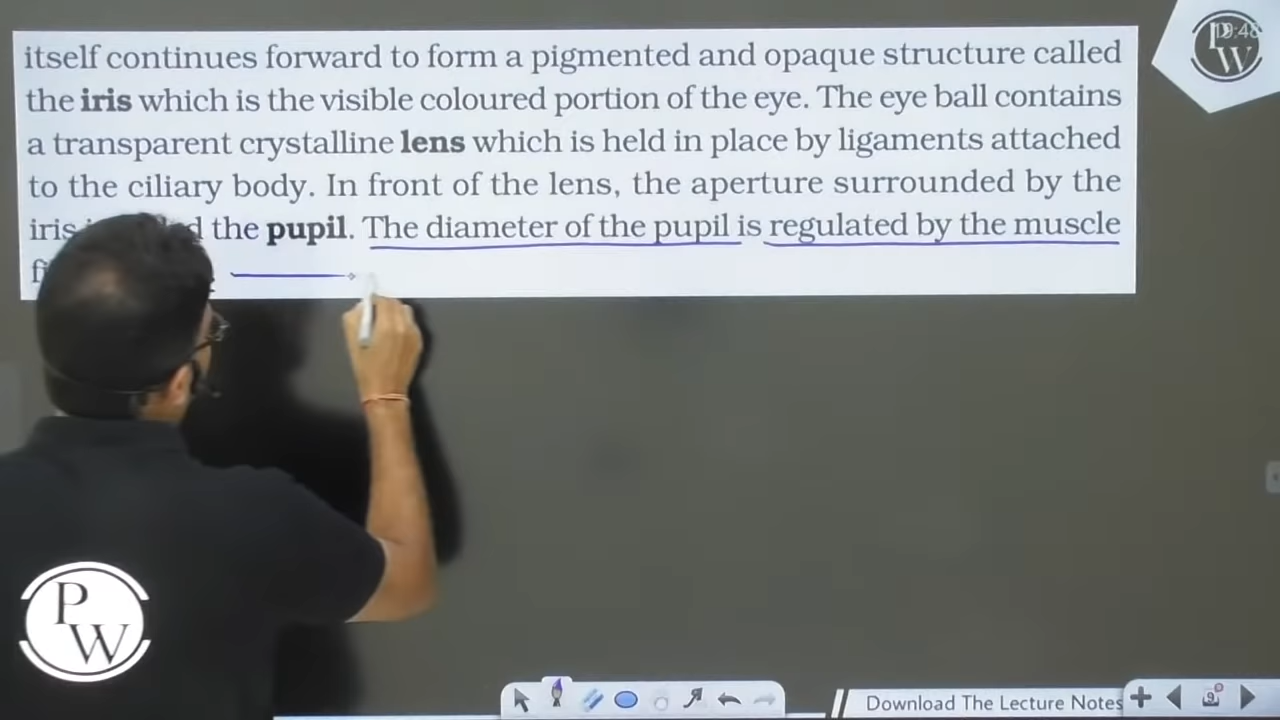 itself continues forward to form a pigmented and opaque structure called
the iris which is the visible coloured portion of the eye. The eye ball contains
a transparent crystalline lens which is held in place by ligaments attached
to the ciliary body. In front of the lens, the aperture surrounded by the
the pupil. The diameter of the pupil is regulated by the muscle
P W
P W
Download The Lecture Notes